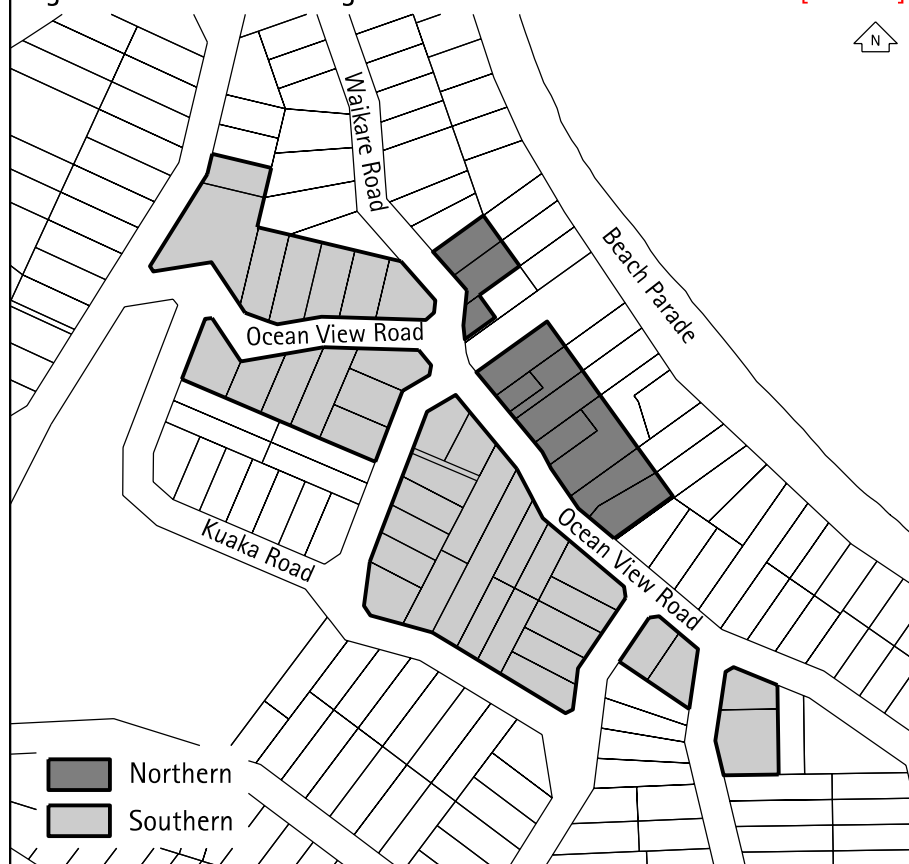 N
Waikare Road
Beach Parade
Ocean View Road
Kuaka Road
Ocean View Road
Northern
Southern